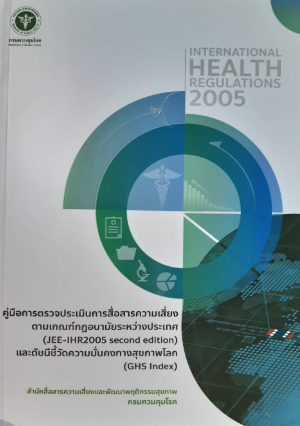 กรมควบคุมโรค
INTERNATIONAL
HEALTH
REGULATIONS
2005
คู่มือการตรวจประเมินการสื่อสารความเสี่ยง
ตามเกณฑ์กฎอนามัยระหว่างประเทศ
(JEE-IHR2005 second edition)
และดัชนีชี้วัดความมั่นคงทางสุขภาพโลก
(GHS Index)
สำนักสื่อสารความเสี่ยงและพัฒนาพฤติกรรมสุขภาพ
กรมควบคุมโรค